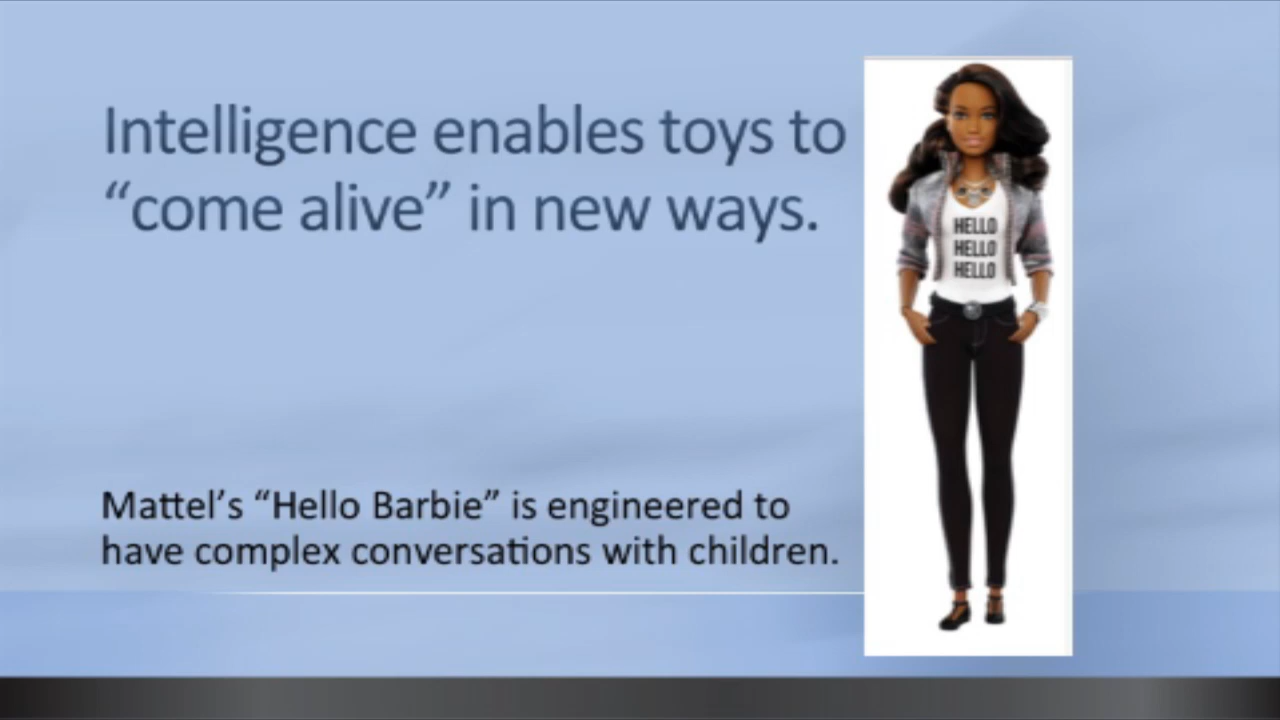 Intelligence enables toys to
“come alive” in new ways.
HELLO
HELLO
HELLO
Mattel’s “Hello Barbie” is engineered to
have complex conversations with children.